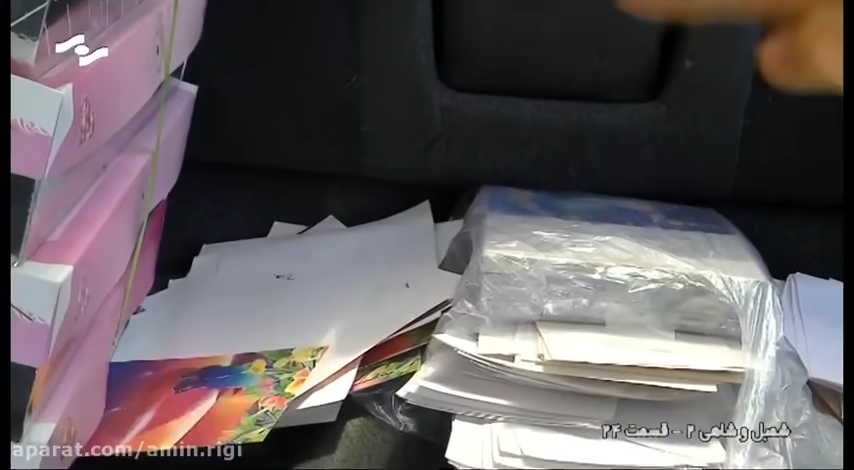 شمبل و شلمی ۲ - قسمت ۲۴
aparat.com/amin.rigi